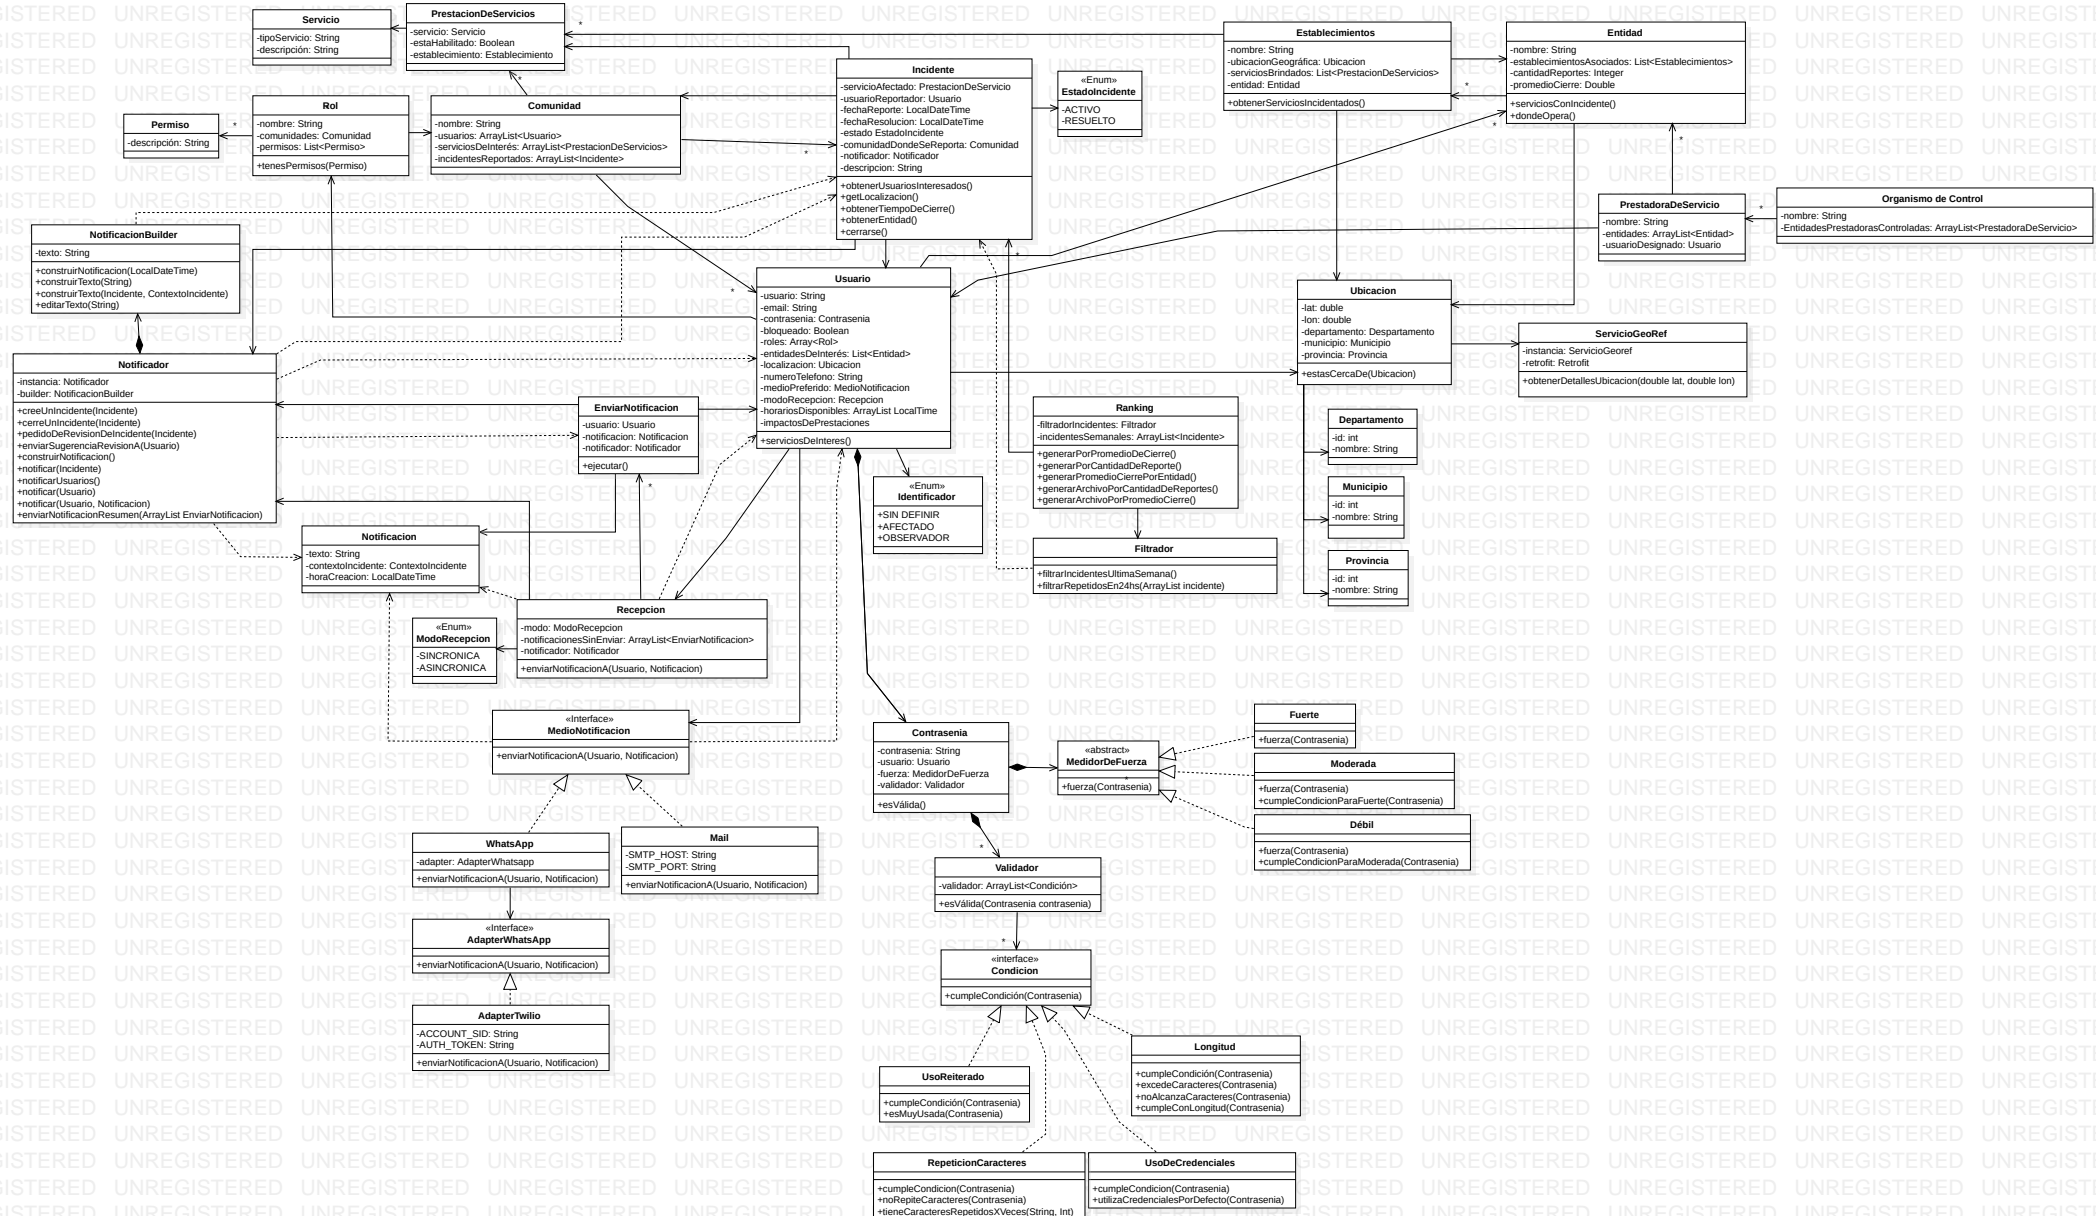 Servicio
-tipoServicio: String
-descripción: String
PrestacionDeServicios
-servicio: Servicio
-estaHabilitado: Boolean
-establecimiento: Establecimiento
*
*
Establecimientos
-nombre: String
-ubicacionGeográfica: Ubicacion
-serviciosBrindados: List<PrestacionDeServicios>
-entidad: Entidad
+obtenerServiciosIncidentados()
*
Entidad
-nombre: String
-establecimientosAsociados: List<Establecimientos>
-cantidadReportes: Integer
-promedioCierre: Double
+serviciosConIncidente()
+dondeOpera()
*
*
Incidente
-servicioAfectado: PrestacionDeServicio
-usuarioReportador: Usuario
-fechaReporte: LocalDateTime
-fechaResolucion: LocalDateTime
-estado EstadoIncidente
-comunidadDondeSeReporta: Comunidad
-notificador: Notificador
-descripcion: String
+obtenerUsuariosInteresados()
+getLocalizacion()
+obtenerTiempoDeCierre()
+obtenerEntidad()
+cerrarse()
*
«Enum»
EstadoIncidente
-ACTIVO
-RESUELTO
Permiso
-descripción: String
*
Rol
-nombre: String
-comunidades: Comunidad
-permisos: List<Permiso>
+tenesPermisos(Permiso)
Comunidad
-nombre: String
-usuarios: ArrayList<Usuario>
-serviciosDeInterés: ArrayList<PrestacionDeServicios>
-incidentesReportados: ArrayList<Incidente>
*
PrestadoraDeServicio
-nombre: String
-entidades: ArrayList<Entidad>
-usuarioDesignado: Usuario
*
Organismo de Control
-nombre: String
-EntidadesPrestadorasControladas: ArrayList<PrestadoraDeServicio>
NotificacionBuilder
-texto: String
+construirNotificacion(LocalDateTime)
+construirTexto(String)
+construirTexto(Incidente, ContextoIncidente)
+editarTexto(String)
*
Usuario
-usuario: String
-email: String
-contrasenia: Contrasenia
-bloqueado: Boolean
-roles: Array<Rol>
-entidadesDeInterés: List<Entidad>
-localizacion: Ubicacion
-numeroTelefono: String
-medioPreferido: MedioNotificacion
-modoRecepcion: Recepcion
-horariosDisponibles: ArrayList LocalTime
-impactosDePrestaciones
+serviciosDeInteres()
Ubicacion
-lat: duble
-lon: double
-departamento: Despartamento
-municipio: Municipio
-provincia: Provincia
+estasCercaDe(Ubicacion)
ServicioGeoRef
-instancia: ServicioGeoref
-retrofit: Retrofit
+obtenerDetallesUbicacion(double lat, double lon)
Notificador
-instancia: Notificador
-builder: NotificacionBuilder
+creeUnIncidente(Incidente)
+cerreUnIncidente(Incidente)
+pedidoDeRevisionDeIncidente(Incidente)
+enviarSugerenciaRevisionA(Usuario)
+construirNotificacion()
+notificar(Incidente)
+notificarUsuarios()
+notificar(Usuario)
+notificar(Usuario, Notificacion)
+enviarNotificacionResumen(ArrayList EnviarNotificacion)
EnviarNotificacion
-usuario: Usuario
-notificacion: Notificacion
-notificador: Notificador
+ejecutar()
*
«Enum»
Identificador
+SIN DEFINIR
+AFECTADO
+OBSERVADOR
Ranking
-filtradorIncidentes: Filtrador
-incidentesSemanales: ArrayList<Incidente>
+generarPorPromedioDeCierre()
+generarPorCantidadDeReporte()
+generarPromedioCierrePorEntidad()
+generarArchivoPorCantidadDeReportes()
+generarArchivoPorPromedioCierre()
Filtrador
+filtrarIncidentesUltimaSemana()
+filtrarRepetidosEn24hs(ArrayList incidente)
Departamento
-id: int
-nombre: String
Municipio
-id: int
-nombre: String
Provincia
-id: int
-nombre: String
Notificacion
-texto: String
-contextoIncidente: ContextoIncidente
-horaCreacion: LocalDateTime
Recepcion
-modo: ModoRecepcion
-notificacionesSinEnviar: ArrayList<EnviarNotificacion>
-notificador: Notificador
+enviarNotificacionA(Usuario, Notificacion)
«Enum»
ModoRecepcion
-SINCRONICA
-ASINCRONICA
«Interface»
MedioNotificacion
+enviarNotificacionA(Usuario, Notificacion)
Contrasenia
-contrasenia: String
-usuario: Usuario
-fuerza: MedidorDeFuerza
-validador: Validador
+esVálida()
«abstract»
MedidorDeFuerza
*
+fuerza(Contrasenia)
Fuerte
+fuerza(Contrasenia)
Moderada
+fuerza(Contrasenia)
+cumpleCondicionParaFuerte(Contrasenia)
Débil
+fuerza(Contrasenia)
+cumpleCondicionParaModerada(Contrasenia)
WhatsApp
-adapter: AdapterWhatsapp
+enviarNotificacionA(Usuario, Notificacion)
Mail
-SMTP_HOST: String
-SMTP_PORT: String
+enviarNotificacionA(Usuario, Notificacion)
*
Validador
-validador: ArrayList<Condición>
+esVálida(Contrasenia contrasenia)
*
«Interface»
AdapterWhatsApp
+enviarNotificacionA(Usuario, Notificacion)
«interface»
Condicion
+cumpleCondición(Contrasenia)
AdapterTwilio
-ACCOUNT_SID: String
-AUTH_TOKEN: String
+enviarNotificacionA(Usuario, Notificacion)
UsoReiterado
+cumpleCondición(Contrasenia)
+esMuyUsada(Contrasenia)
Longitud
+cumpleCondición(Contrasenia)
+excedeCaracteres(Contrasenia)
+noAlcanzaCaracteres(Contrasenia)
+cumpleConLongitud(Contrasenia)
RepeticionCaracteres
+cumpleCondicion(Contrasenia)
+noRepiteCaracteres(Contrasenia)
+tieneCaracteresRepetidosXVeces(String, Int)
UsoDeCredenciales
+cumpleCondicion(Contrasenia)
+utilizaCredencialesPorDefecto(Contrasenia)
UNREGISTERED